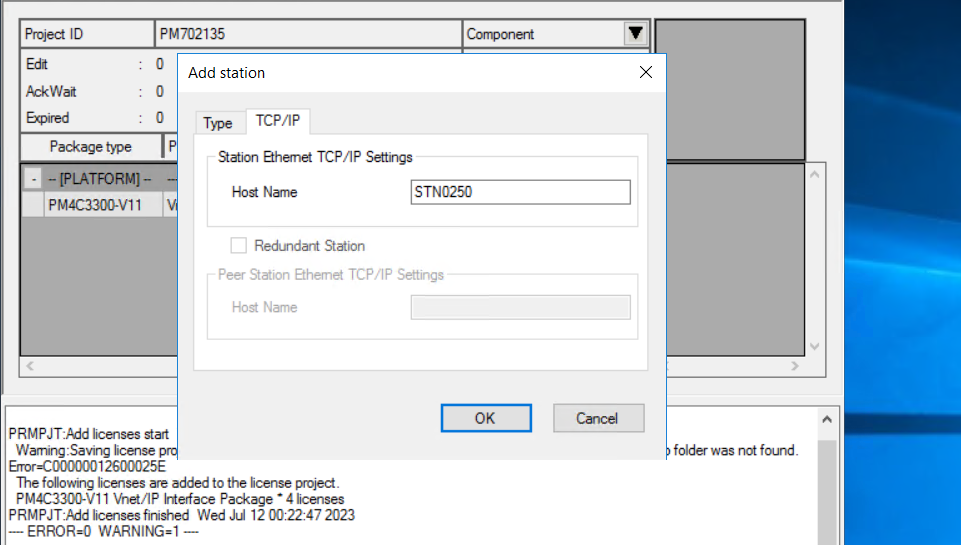 Project ID PM702135 Component
Edit : 0
AckWait : 0
Expired : 0
Package type P
- -- [PLATFORM] -- ---
PM4C3300-V11
Add station
Type TCP/IP
Station Ethernet TCP/IP Settings
Host Name STN0250
Redundant Station
Peer Station Ethernet TCP/IP Settings
Host Name
OK Cancel
PRMPJT:Add licenses start
Warning:Saving license pro
folder was not found.
Error=C00000012600025E
The following licenses are added to the license project.
PM4C3300-V11 Vnet/IP Interface Package * 4 licenses
PRMPJT:Add licenses finished Wed Jul 12 00:22:47 2023
---- ERROR=0 WARNING=1 ----